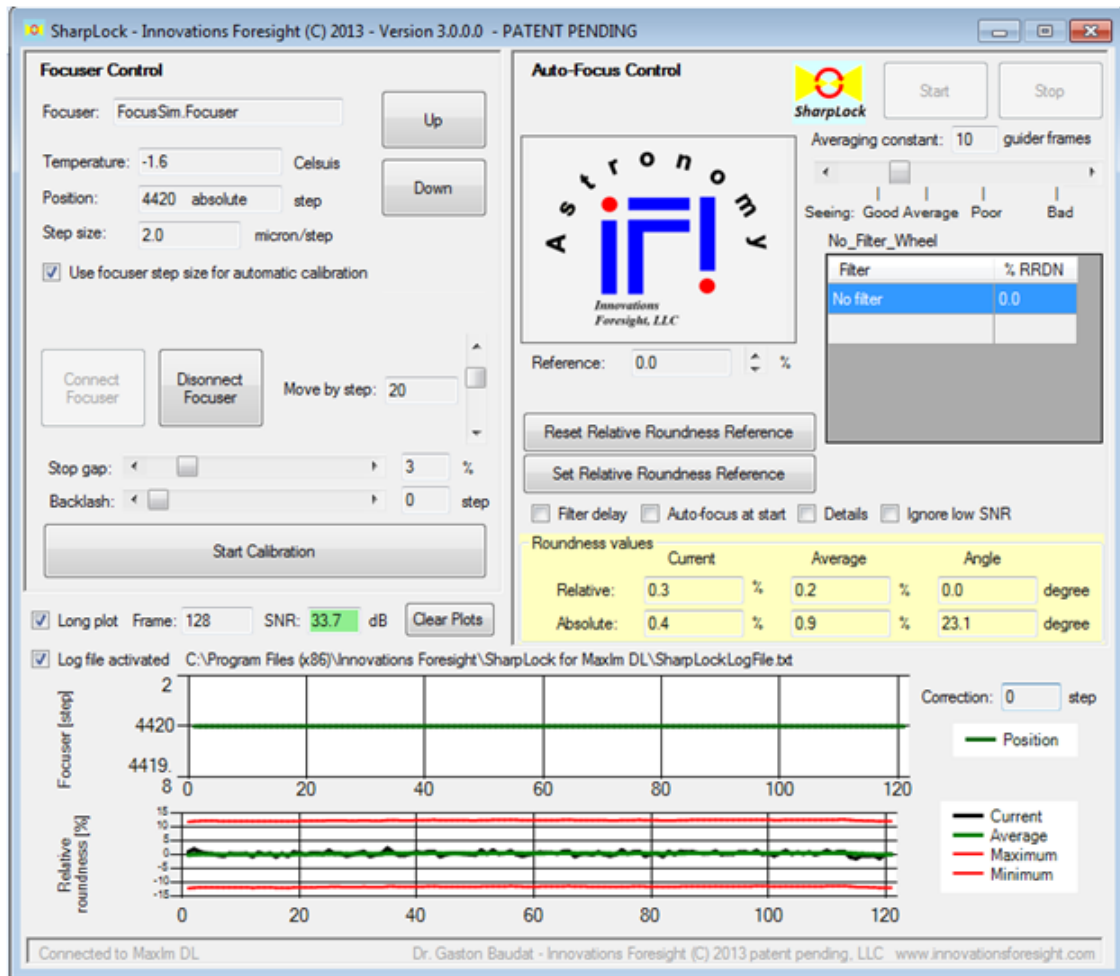 SharpLock - Innovations Foresight (C) 2013 - Version 3.0.0.0 - PATENT PENDING
Focuser Control
Focuser: FocusSim.Focuser
Up
Temperature: -1.6 Celsuis
Down
Position: 4420 absolute step
Step size: 2.0 micron/step
Use focuser step size for automatic calibration
Connect Focuser
Disonnect Focuser
Move by step: 20
Stop gap: 3 %
Backlash: 0 step
Start Calibration
Auto-Focus Control
SharpLock
Start
Stop
Averaging constant: 10 guider frames
Seeing: Good Average Poor Bad
Astronomy
iFI
Innovations
Foresight, LLC
No_Filter_Wheel
Filter % RRDN
No filter 0.0
Reference: 0.0 %
Reset Relative Roundness Reference
Set Relative Roundness Reference
Filter delay Auto-focus at start Details Ignore low SNR
Roundness values
Current Average Angle
Relative: 0.3 % 0.2 % 0.0 degree
Absolute: 0.4 % 0.9 % 23.1 degree
Long plot Frame: 128 SNR: 33.7 dB Clear Plots
Log file activated C:\Program Files (x86)\Innovations Foresight\SharpLock for MaxIm DL\SharpLockLogFile.txt
Focuser [step]
2
4420
4419.
8
0 20 40 60 80 100 120
Correction: 0 step
Position
Relative
roundness [%]
15
10
5
0
-5
-10
-15
0 20 40 60 80 100 120
Current
Average
Maximum
Minimum
Connected to MaxIm DL Dr. Gaston Baudat - Innovations Foresight (C) 2013 patent pending, LLC www.innovationsforesight.com